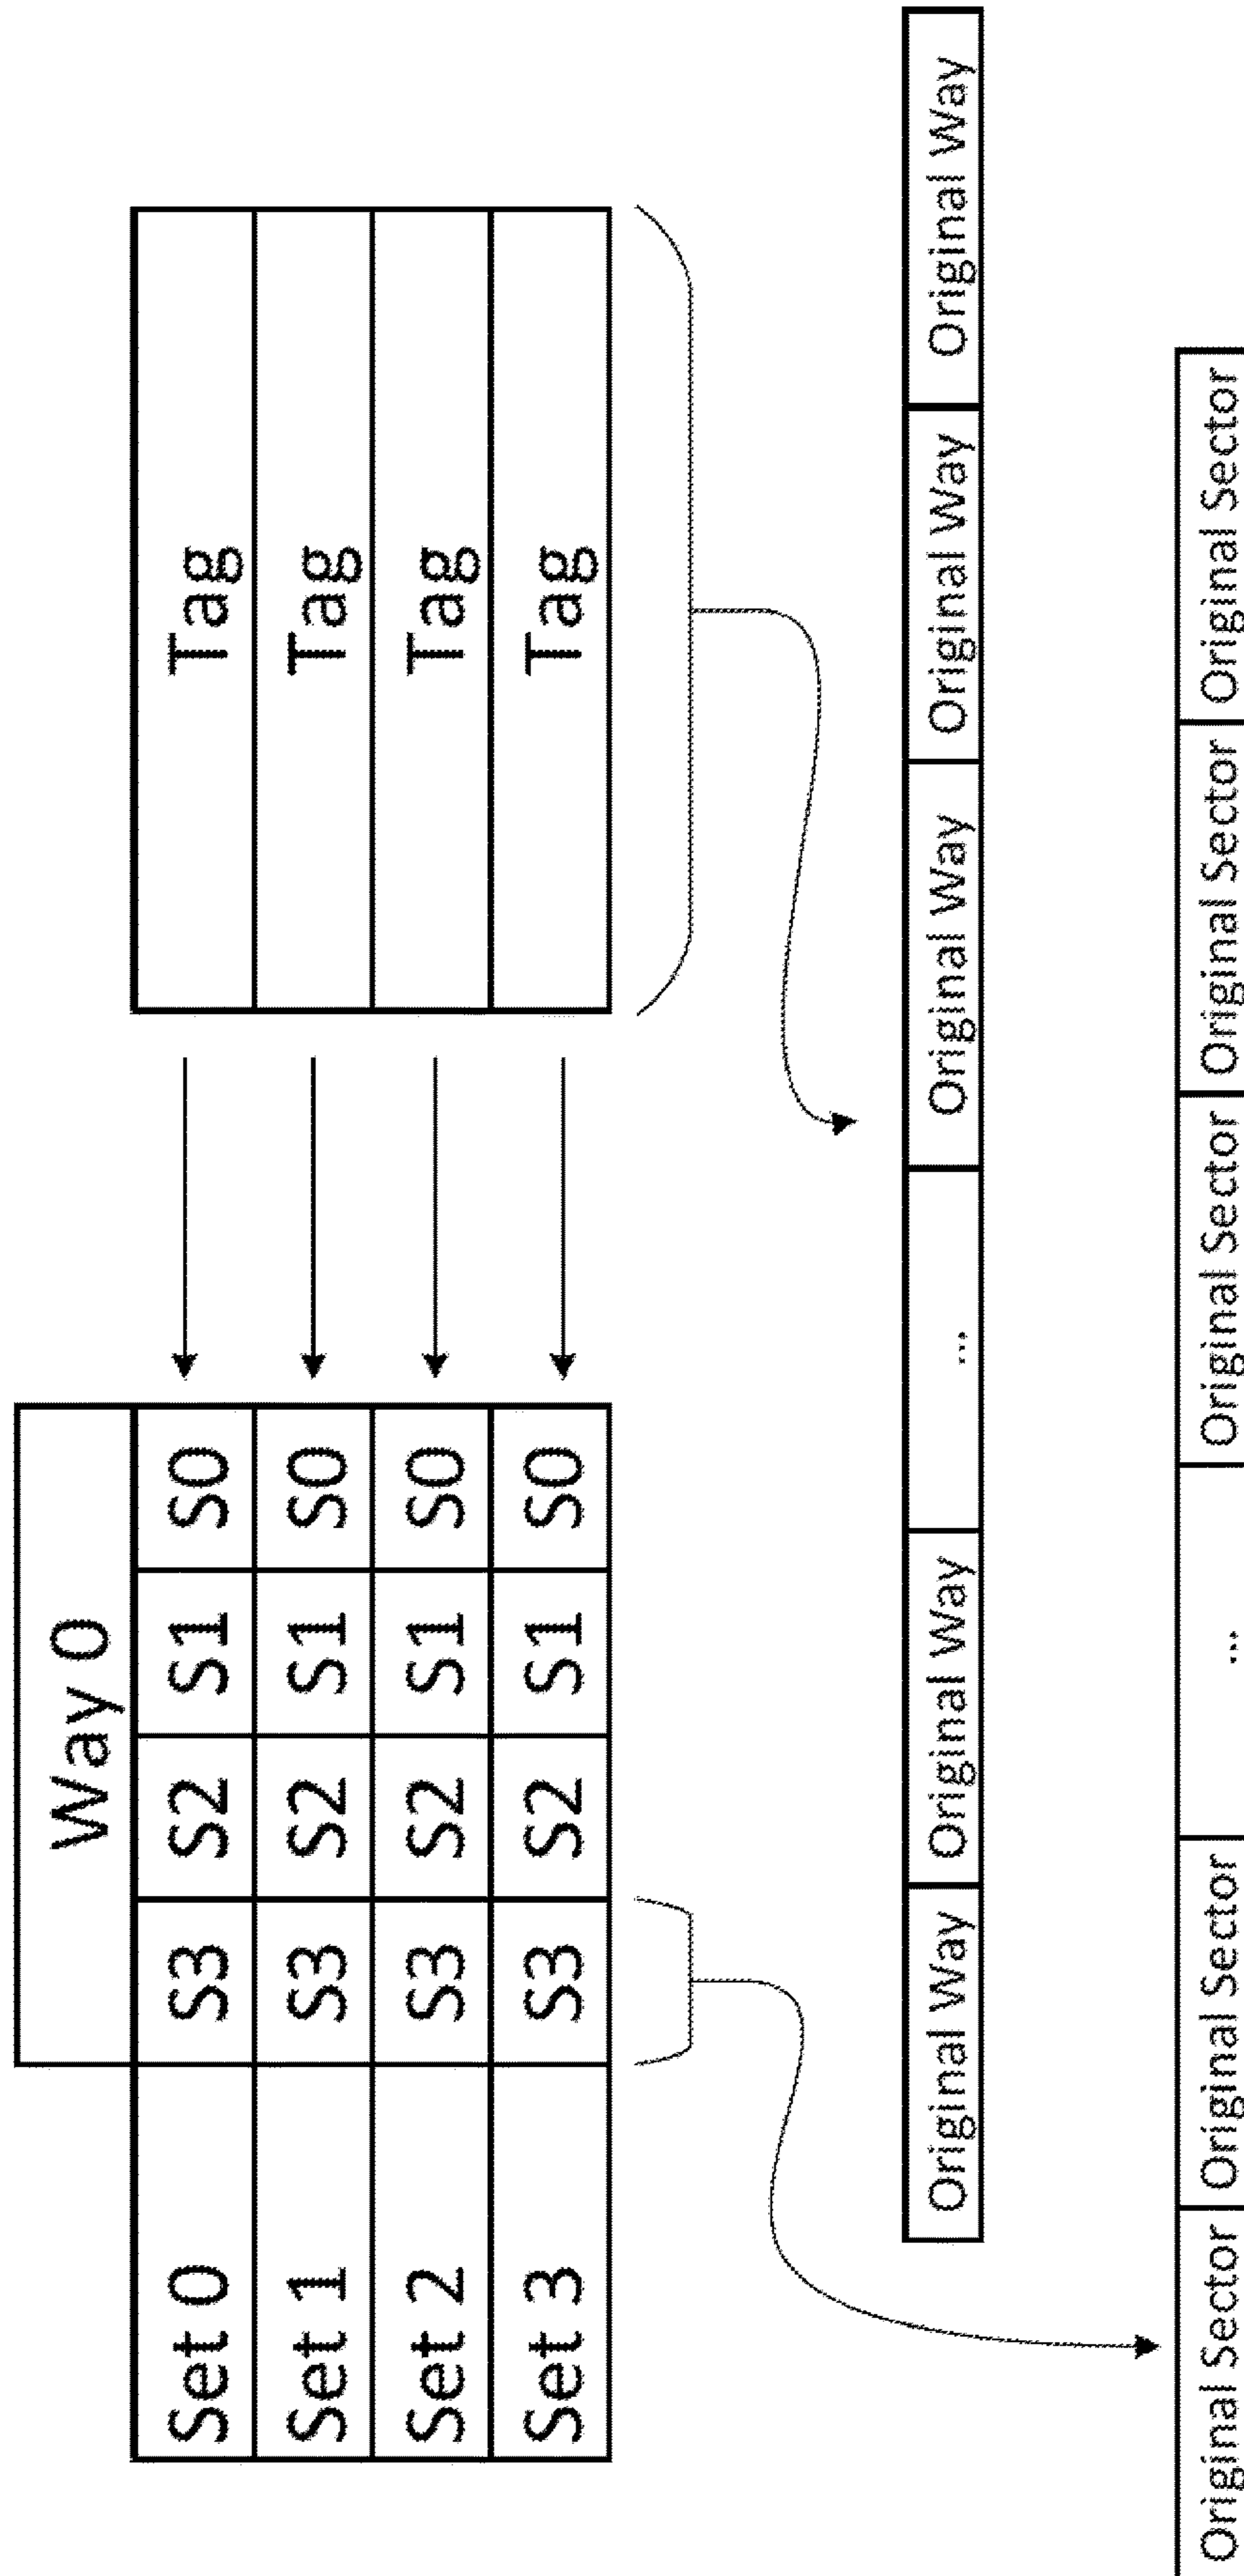 Way 0
Set 0 S3 S2 S1 S0 Tag
Set 1 S3 S2 S1 S0 Tag
Set 2 S3 S2 S1 S0 Tag
Set 3 S3 S2 S1 S0 Tag
Original Way Original Way ... Original Way Original Way Original Way
Original Sector Original Sector ... Original Sector Original Sector Original Sector